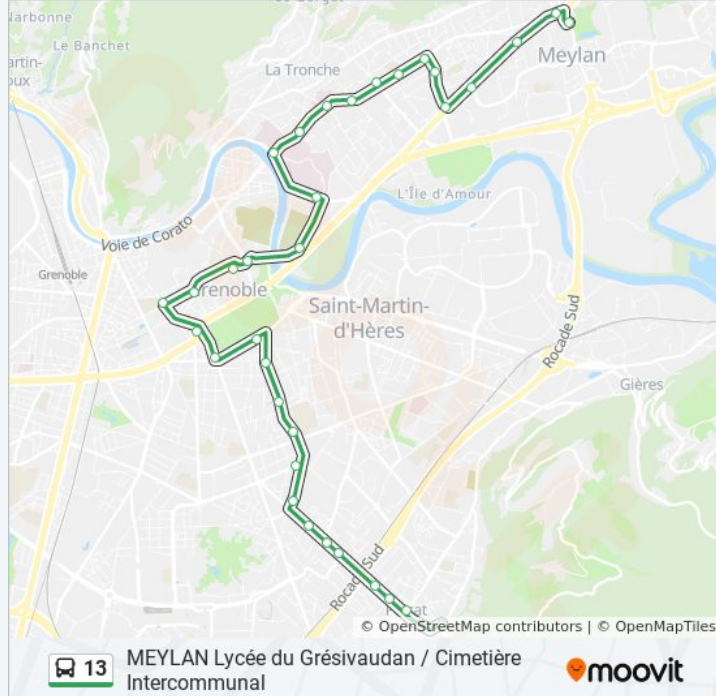 Narbonne
Le Banchet
La Tronche
Meylan
L'Île d'Amour
Voie de Corato
Grenoble
renoble
Saint-Martin-
d'Hères
Rocade Sud
Gières
Rocade Sud
© OpenStreetMap contributors | © OpenMapTiles
13
MEYLAN Lycée du Grésivaudan / Cimetière
Intercommunal
moovit